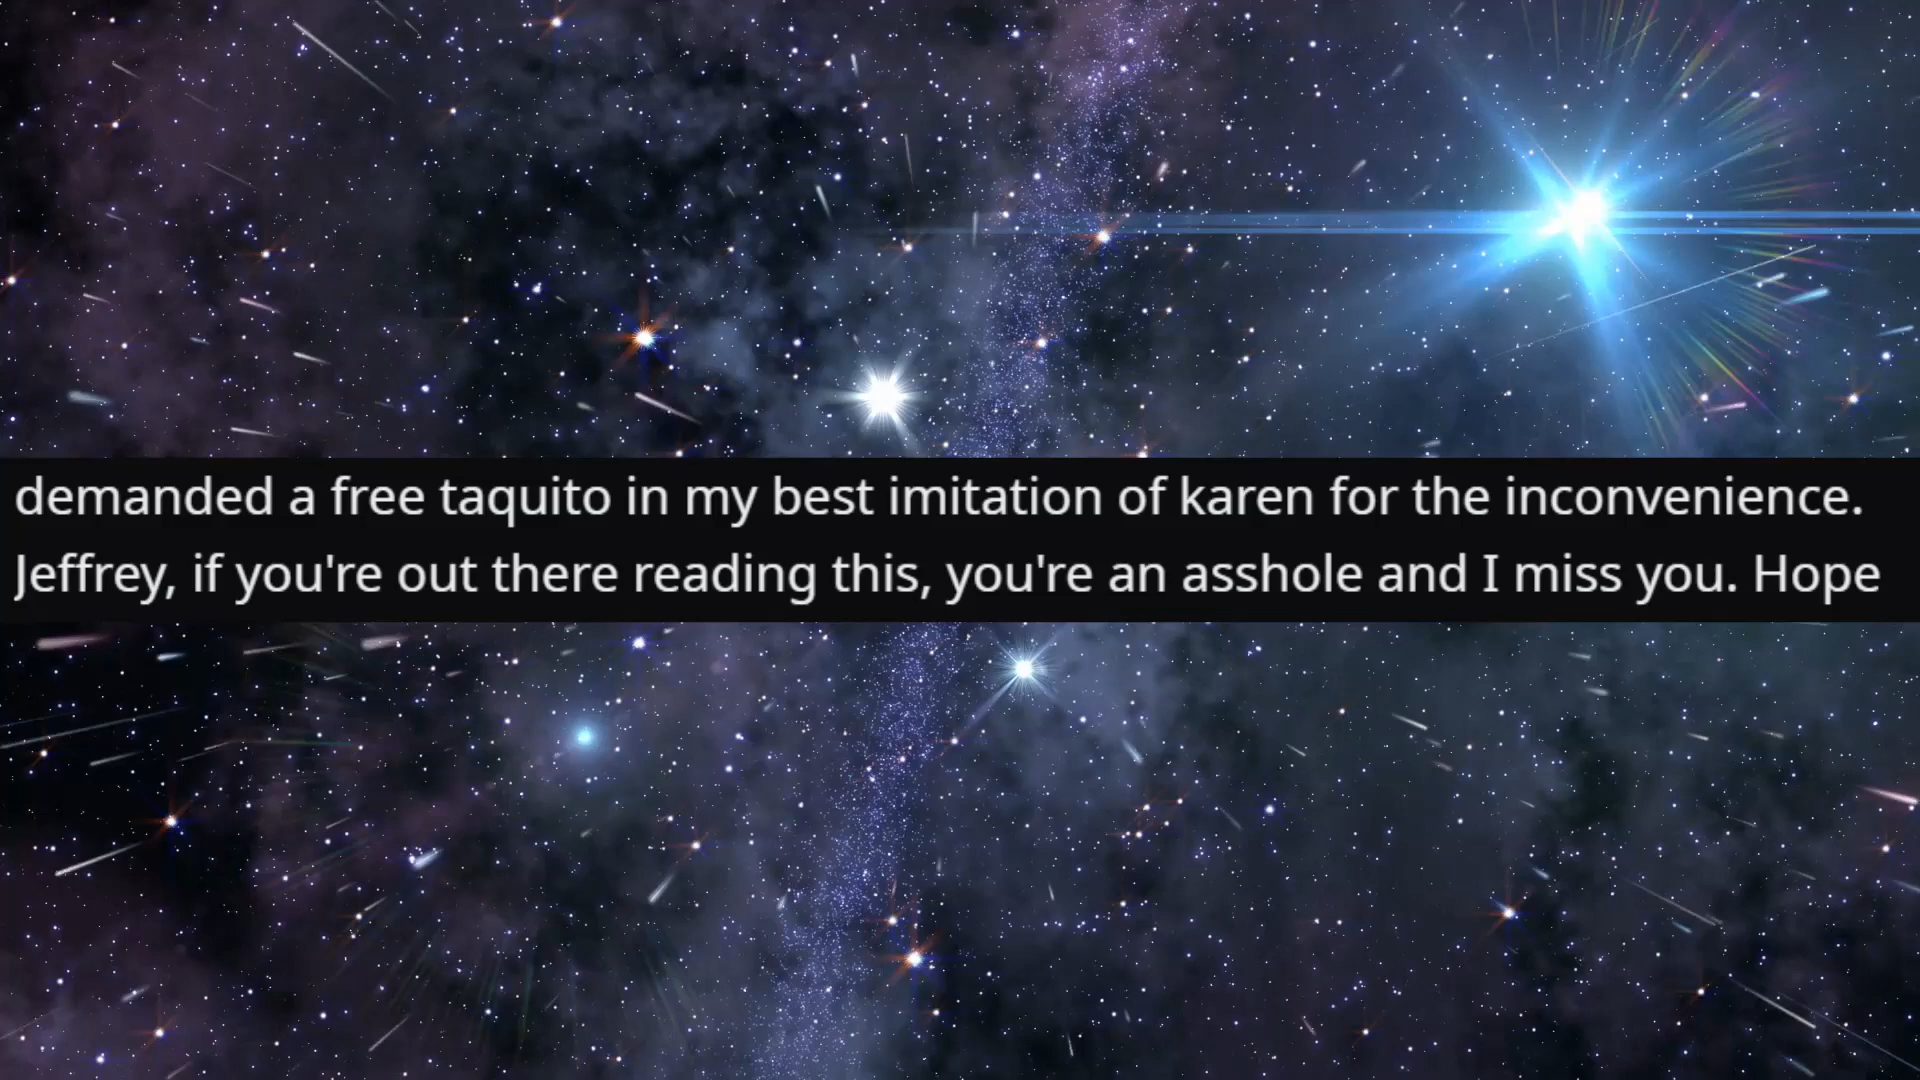 demanded a free taquito in my best imitation of karen for the inconvenience.
Jeffrey, if you're out there reading this, you're an asshole and I miss you. Hope